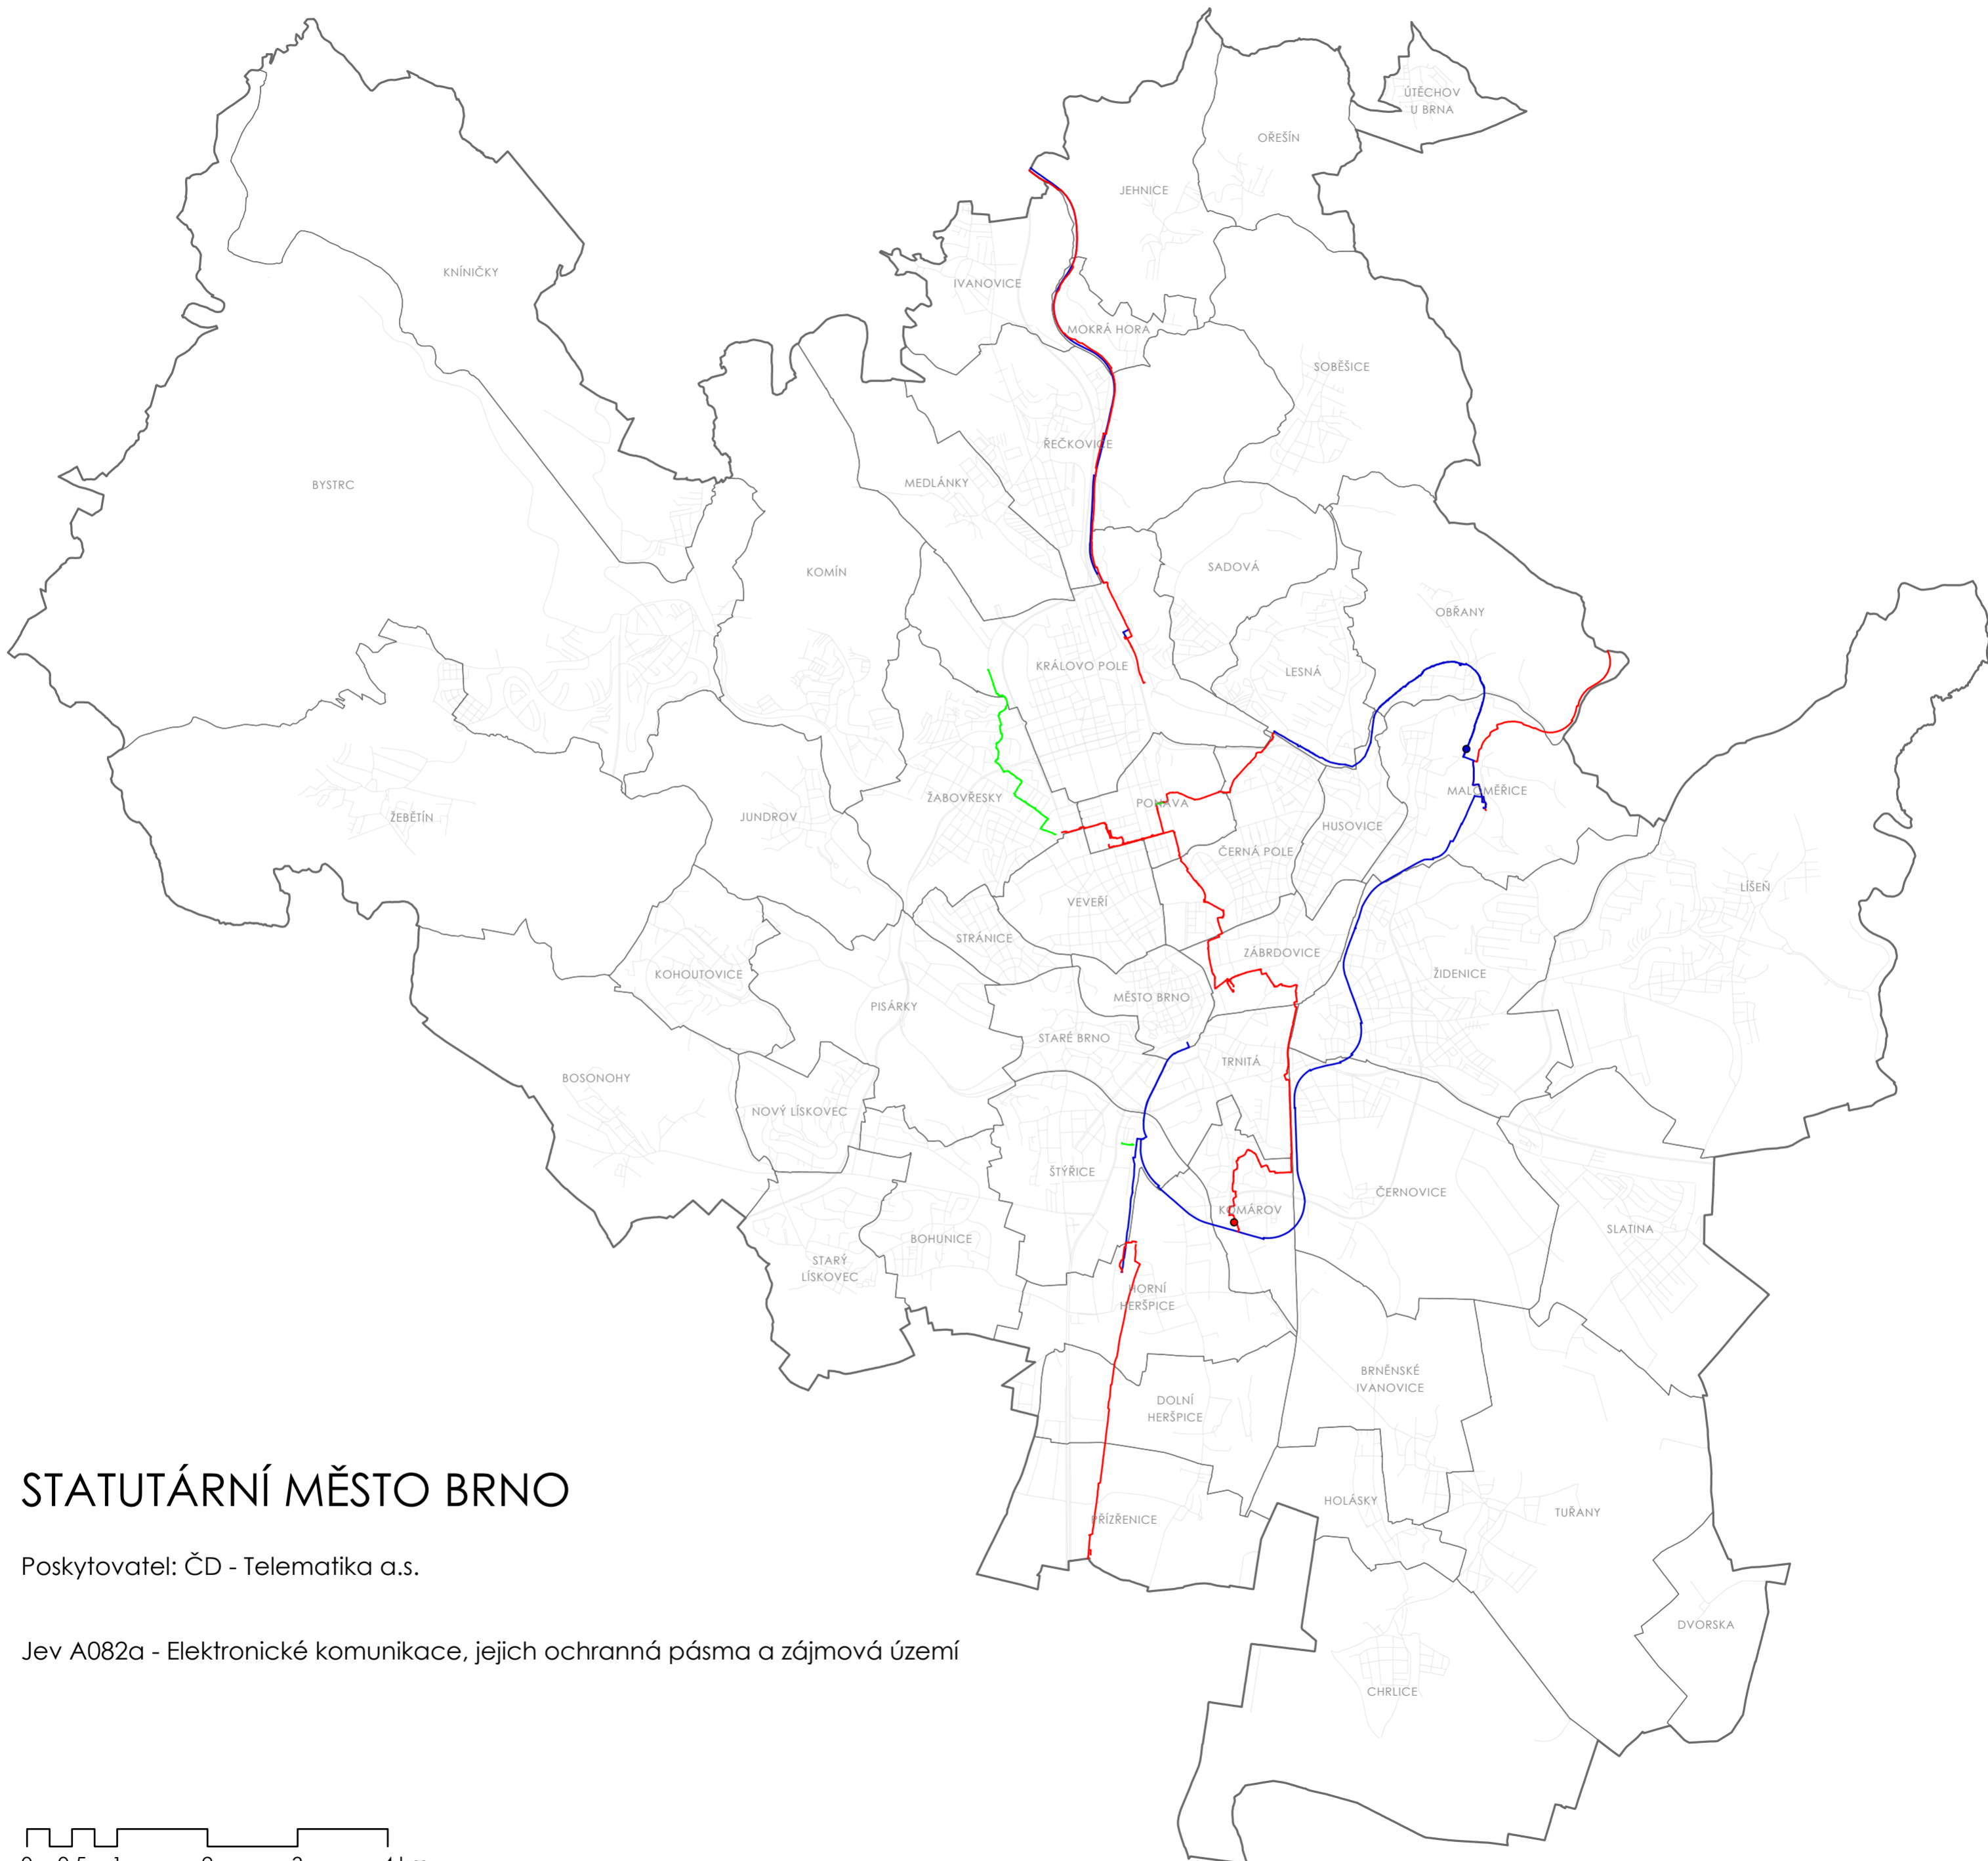 ÚTĚCHOV
U BRNA
OŘEŠÍN
JEHNICE
KNÍNIČKY
IVANOVICE
MOKRÁ HORA
SOBĚŠICE
ŘEČKOVICE
MEDLÁNKY
BYSTRC
SADOVÁ
KOMÍN
OBŘANY
KRÁLOVO POLE
LESNÁ
MALOMĚŘICE
ŽABOVŘESKY
PONAVA
ŽEBĚTÍN
JUNDROV
HUSOVICE
ČERNÁ POLE
LÍŠEŇ
VEVEŘÍ
STRÁNICE
ZÁBRDOVICE
KOHOUTOVICE
ŽIDENICE
MĚSTO BRNO
PISÁRKY
STARÉ BRNO
TRNITÁ
BOSONOHY
NOVÝ LÍSKOVEC
ŠTÝŘICE
ČERNOVICE
KOMÁROV
SLATINA
BOHUNICE
STARÝ
LÍSKOVEC
HORNÍ
HERŠPICE
BRNĚNSKÉ
IVANOVICE
DOLNÍ
HERŠPICE
HOLÁSKY
TUŘANY
PŘÍZŘENICE
DVORSKA
CHRLICE
STATUTÁRNÍ MĚSTO BRNO
Poskytovatel: ČD - Telematika a.s.
Jev A082a - Elektronické komunikace, jejich ochranná pásma a zájmová území